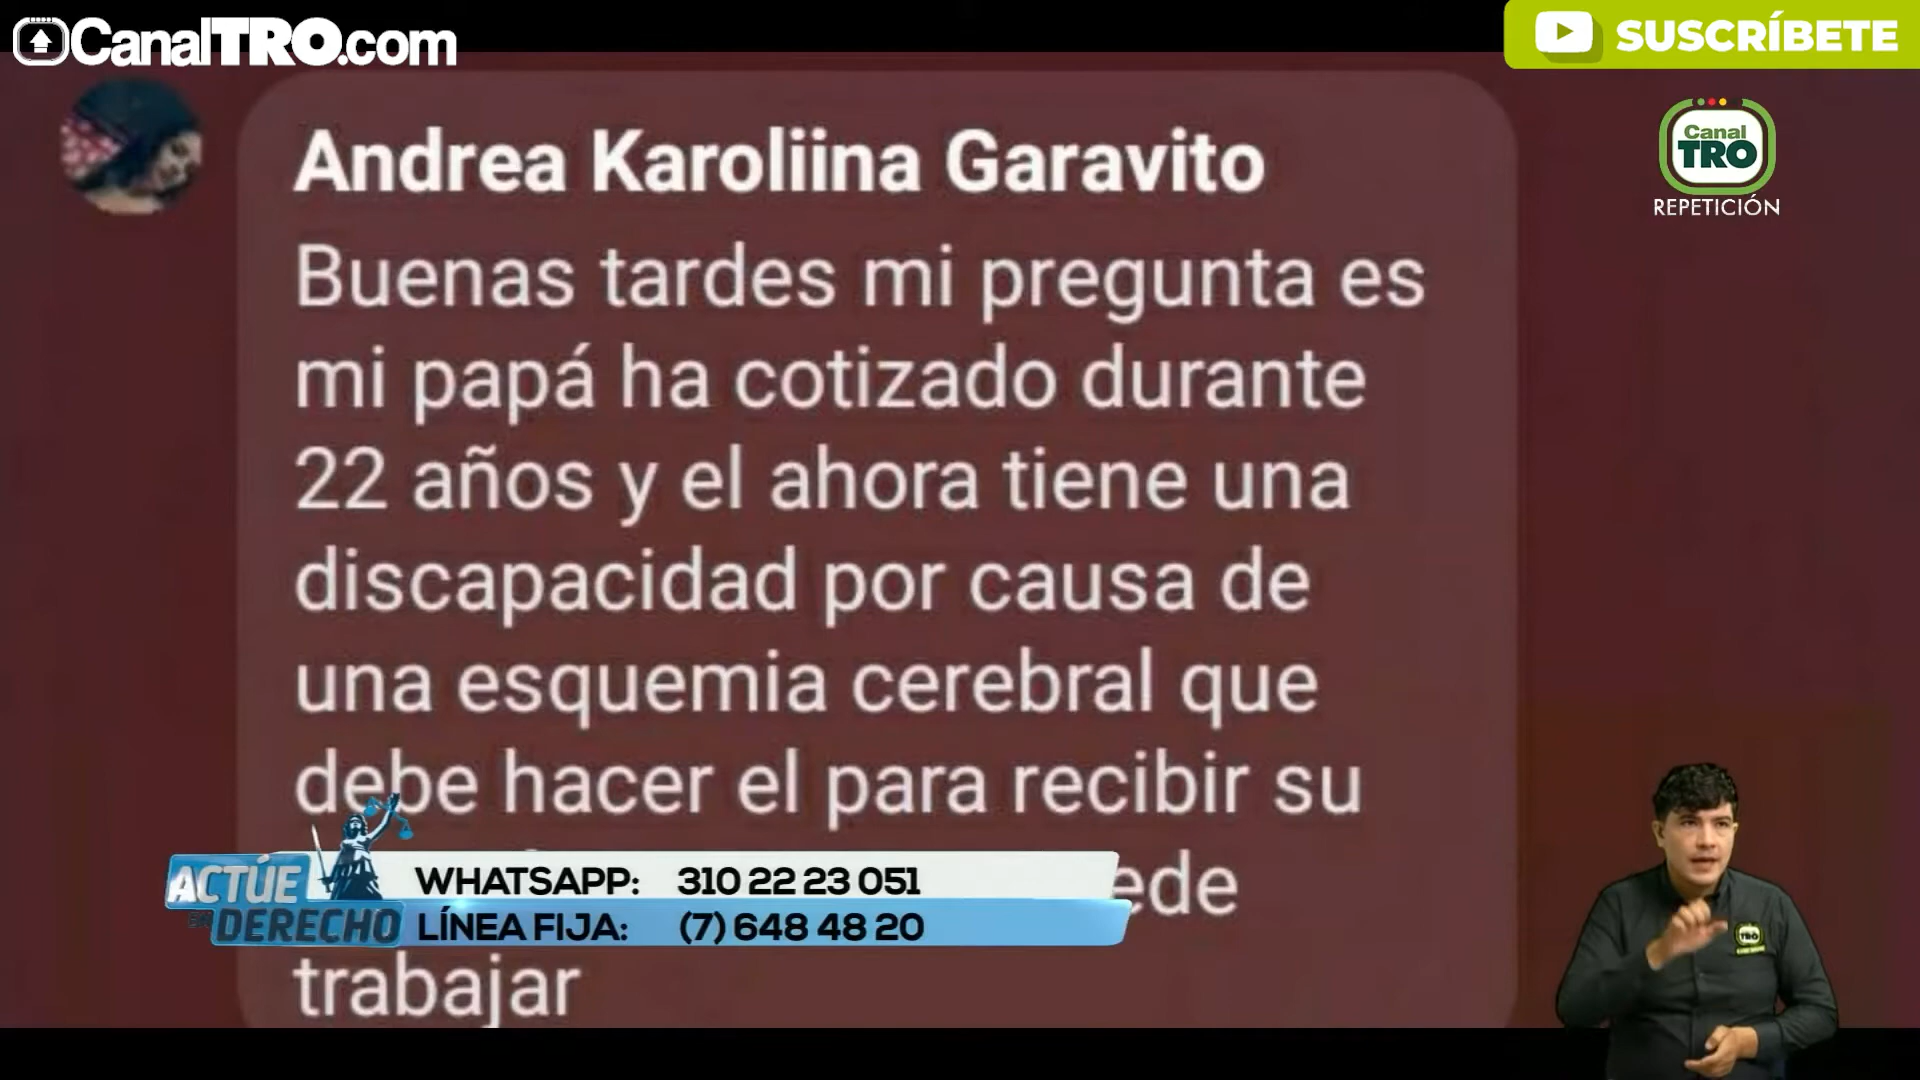 CanalTRO.com
SUSCRÍBETE
Canal
TRO
REPETICIÓN
Andrea Karoliina Garavito
Buenas tardes mi pregunta es
mi papá ha cotizado durante
22 años y el ahora tiene una
discapacidad por causa de
una esquemia cerebral que
debe hacer el para recibir su
ede
trabajar
ACTÚE
EN DERECHO
WHATSAPP: 310 22 23 051
LÍNEA FIJA: (7) 648 48 20
TRO